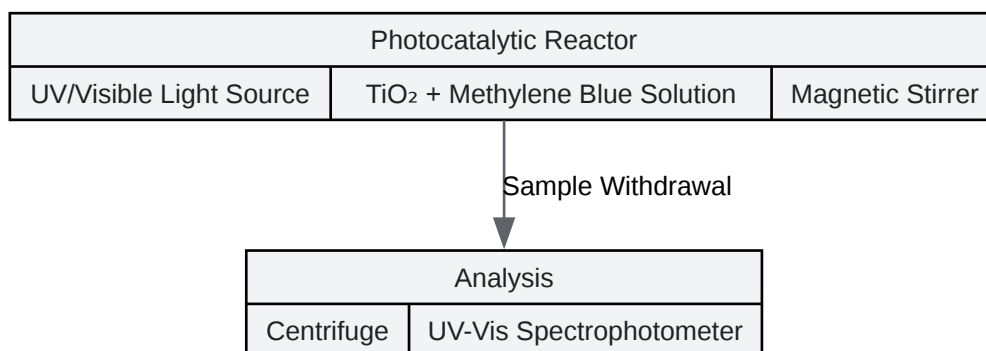 Photocatalytic Reactor
UV/Visible Light Source
TiO₂ + Methylene Blue Solution
Magnetic Stirrer
Sample Withdrawal
Analysis
Centrifuge
UV-Vis Spectrophotometer